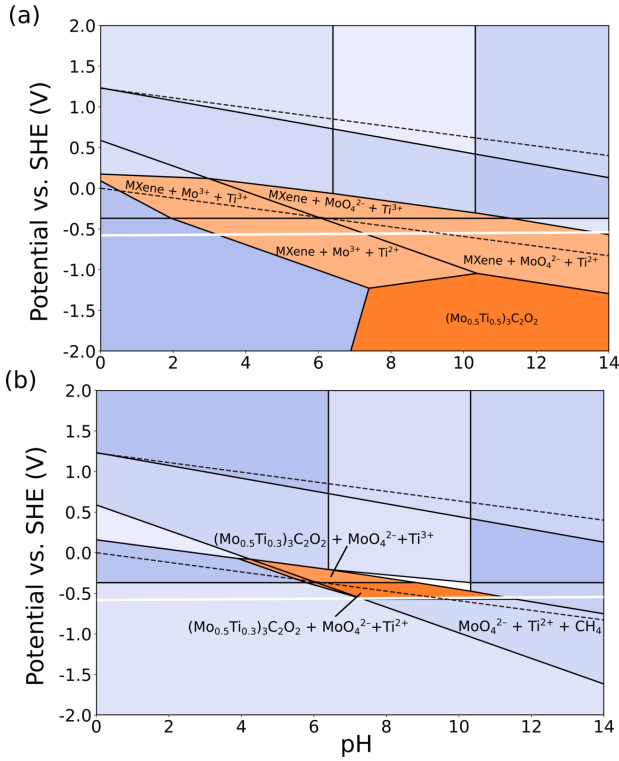 (a)
Potential vs. SHE (V)
2.0
1.5
1.0
0.5
0.0
-0.5
-1.0
-1.5
-2.0
MXene + Mo³⁺ + Ti³⁺
MXene + MoO₄²⁻ + Ti³⁺
MXene + Mo³⁺ + Ti²⁺
MXene + MoO₄²⁻ + Ti²⁺
(Mo₀.₅Ti₀.₅)₃C₂O₂
0 2 4 6 8 10 12 14
(b)
Potential vs. SHE (V)
2.0
1.5
1.0
0.5
0.0
-0.5
-1.0
-1.5
-2.0
(Mo₀.₅Ti₀.₃)₃C₂O₂ + MoO₄²⁻+Ti³⁺
(Mo₀.₅Ti₀.₃)₃C₂O₂ + MoO₄²⁻+Ti²⁺
MoO₄²⁻ + Ti²⁺ + CH₄
0 2 4 6 8 10 12 14
pH